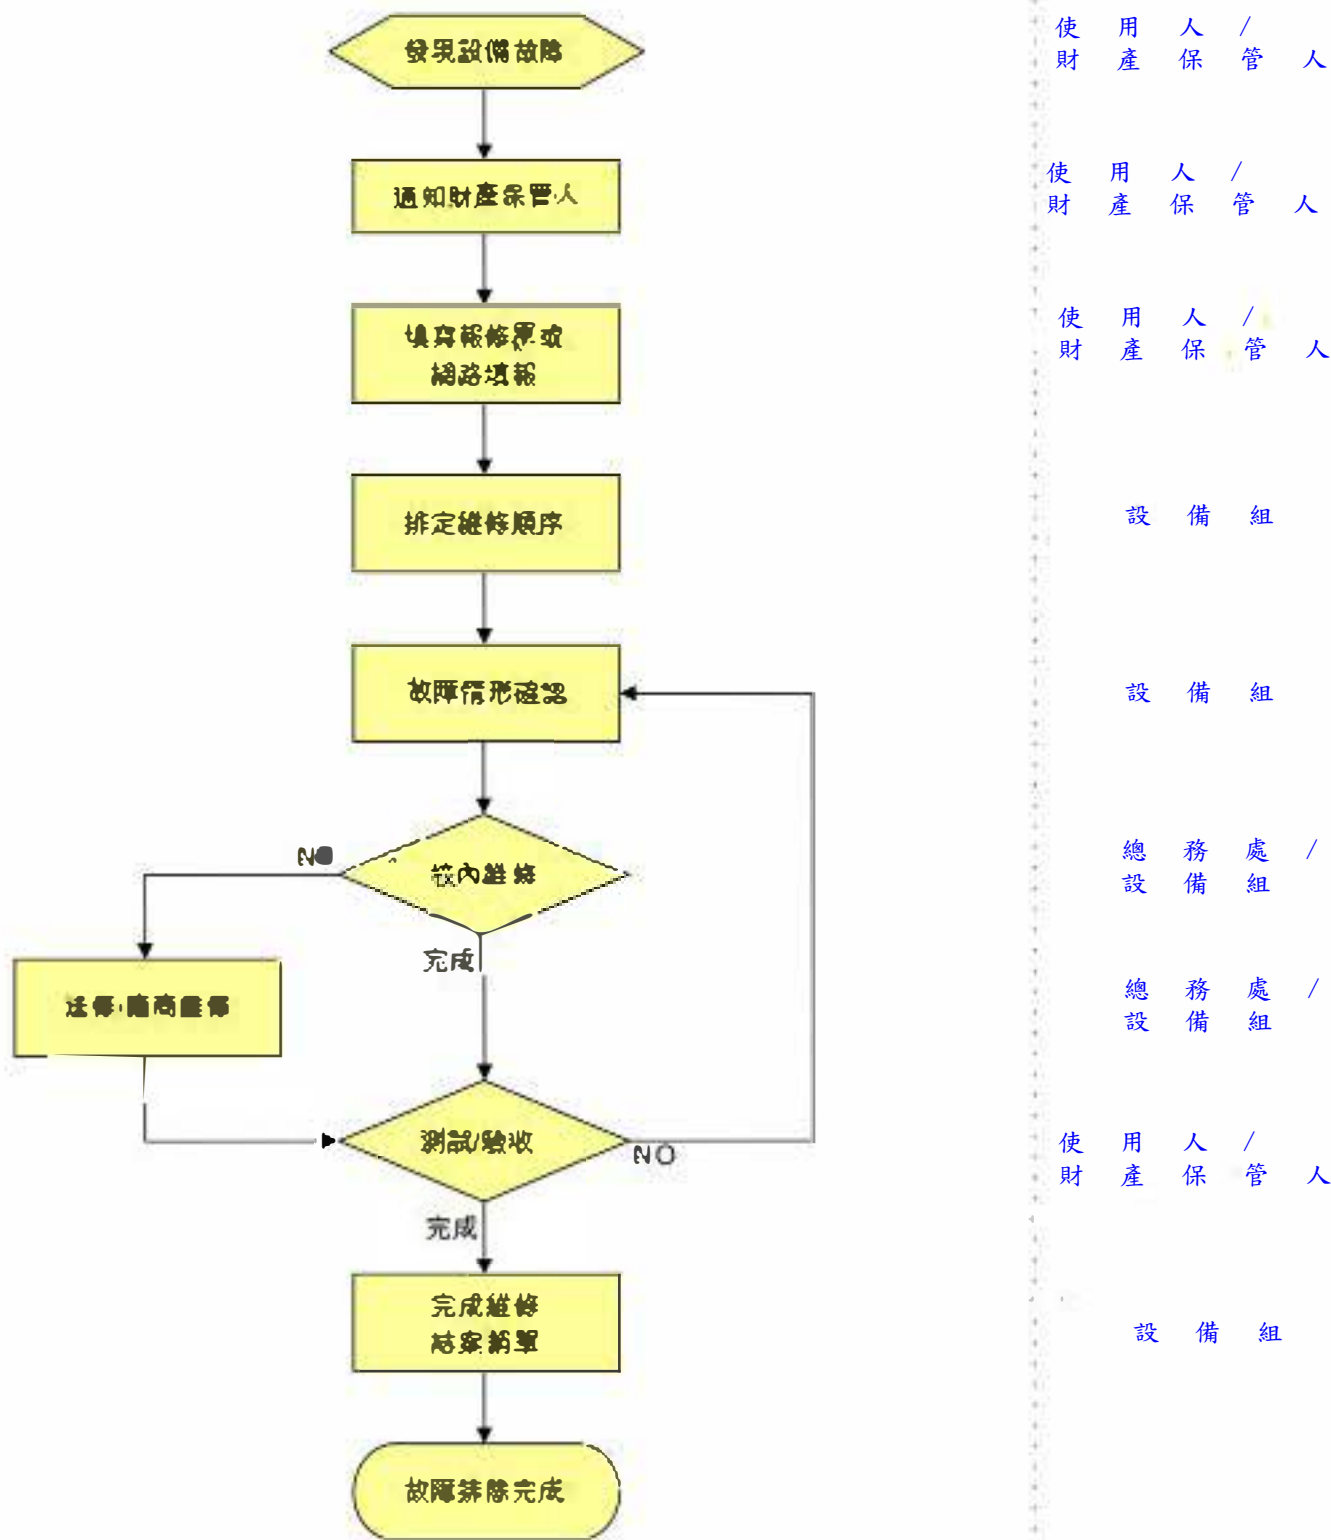 發現設備故障
使用人/
財產保管人
通知財產保管人
使用人/
財產保管人
填寫報修單或
網路填報
使用人/
財產保管人
排定維修順序
設備組
故障情形確認
設備組
NO
校內維修
總務處/
設備組
完成
送修廠商維修
總務處/
設備組
測試/驗收
NO
使用人/
財產保管人
完成
完成維修
結案銷單
設備組
故障排除完成